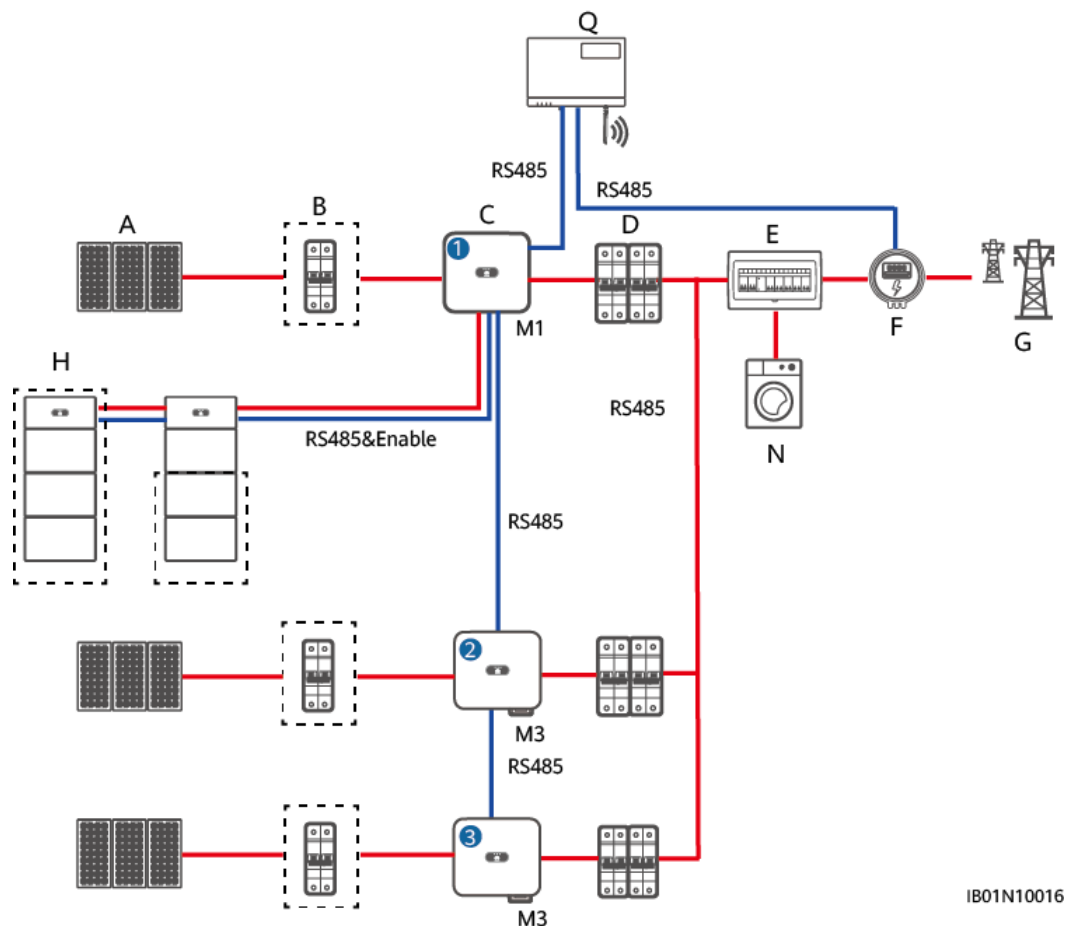 Q
RS485
RS485
A
B
C
D
E
1
M1
F
G
H
RS485
N
RS485&Enable
RS485
2
M3
RS485
3
M3
IB01N10016